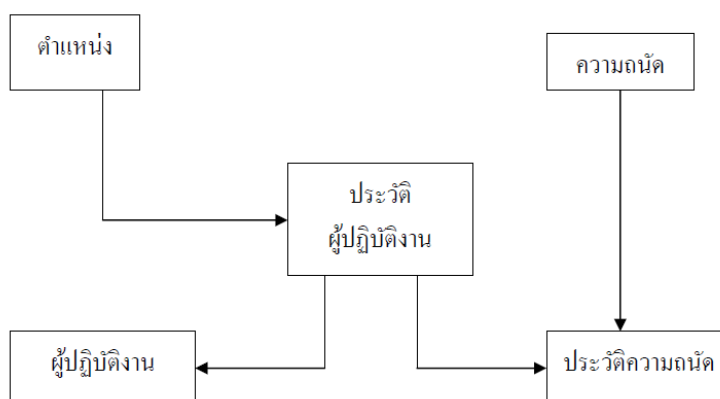 ตำแหน่ง
ความถนัด
ประวัติ
ผู้ปฏิบัติงาน
ผู้ปฏิบัติงาน
ประวัติความถนัด